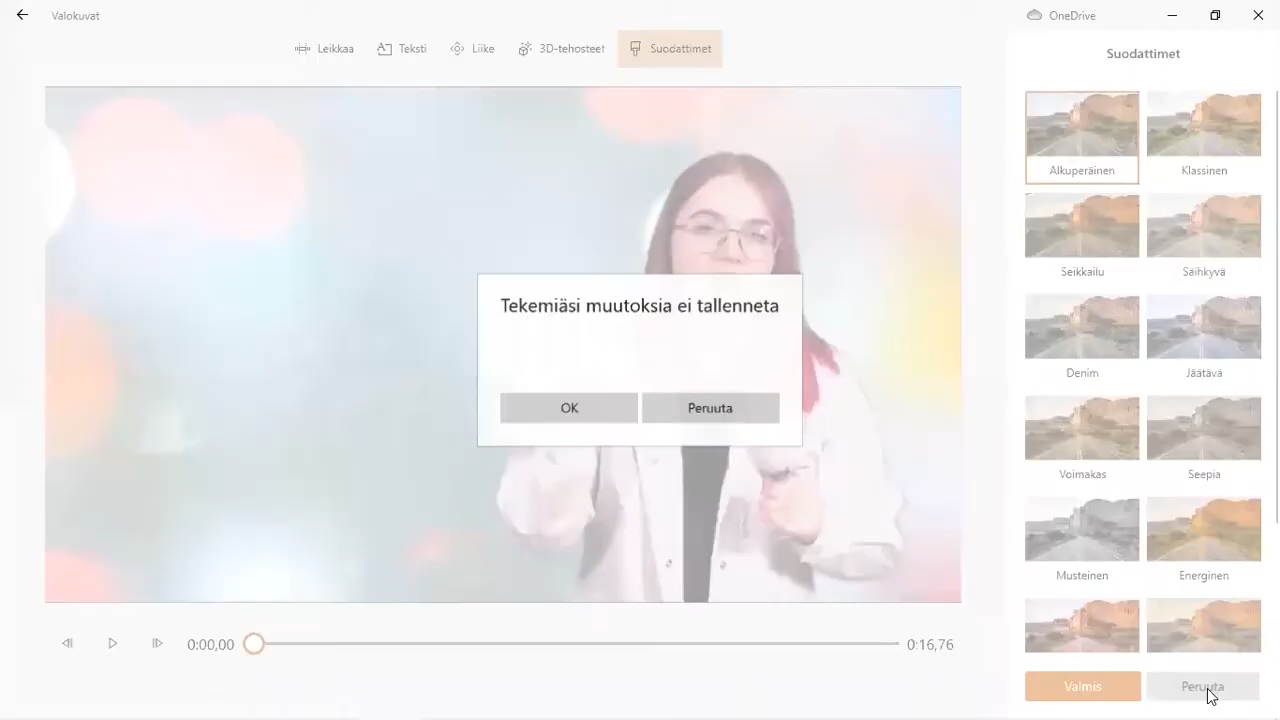 Valokuvat
OneDrive
Leikkaa
Teksti
Liike
3D-tehosteet
Suodattimet
Suodattimet
Alkuperäinen
Klassinen
Seikkailu
Säihkyvä
Denim
Jäätävä
Voimakas
Seepia
Musteinen
Energinen
Tekemiäsi muutoksia ei tallenneta
OK
Peruuta
0:00,00
0:16,76
Valmis
Peruuta